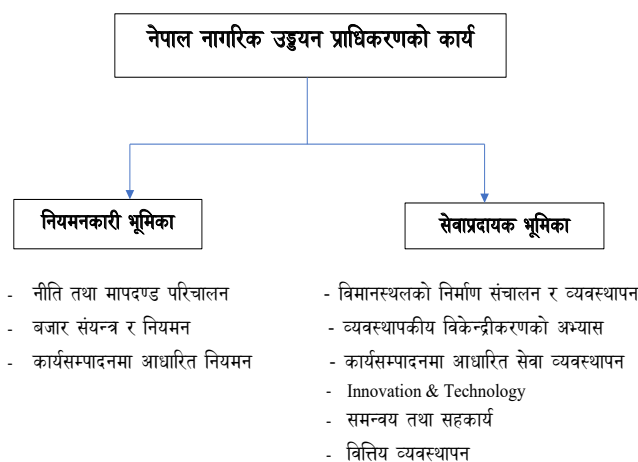 नेपाल नागरिक उड्डयन प्राधिकरणको कार्य
नियमनकारी भूमिका
- नीति तथा मापदण्ड परिचालन
- बजार संयन्त्र र नियमन
- कार्यसम्पादनमा आधारित नियमन
सेवाप्रदायक भूमिका
- विमानस्थलको निर्माण संचालन र व्यवस्थापन
- व्यवस्थापकीय विकेन्द्रीकरणको अभ्यास
- कार्यसम्पादनमा आधारित सेवा व्यवस्थापन
- Innovation & Technology
- समन्वय तथा सहकार्य
- वित्तिय व्यवस्थापन